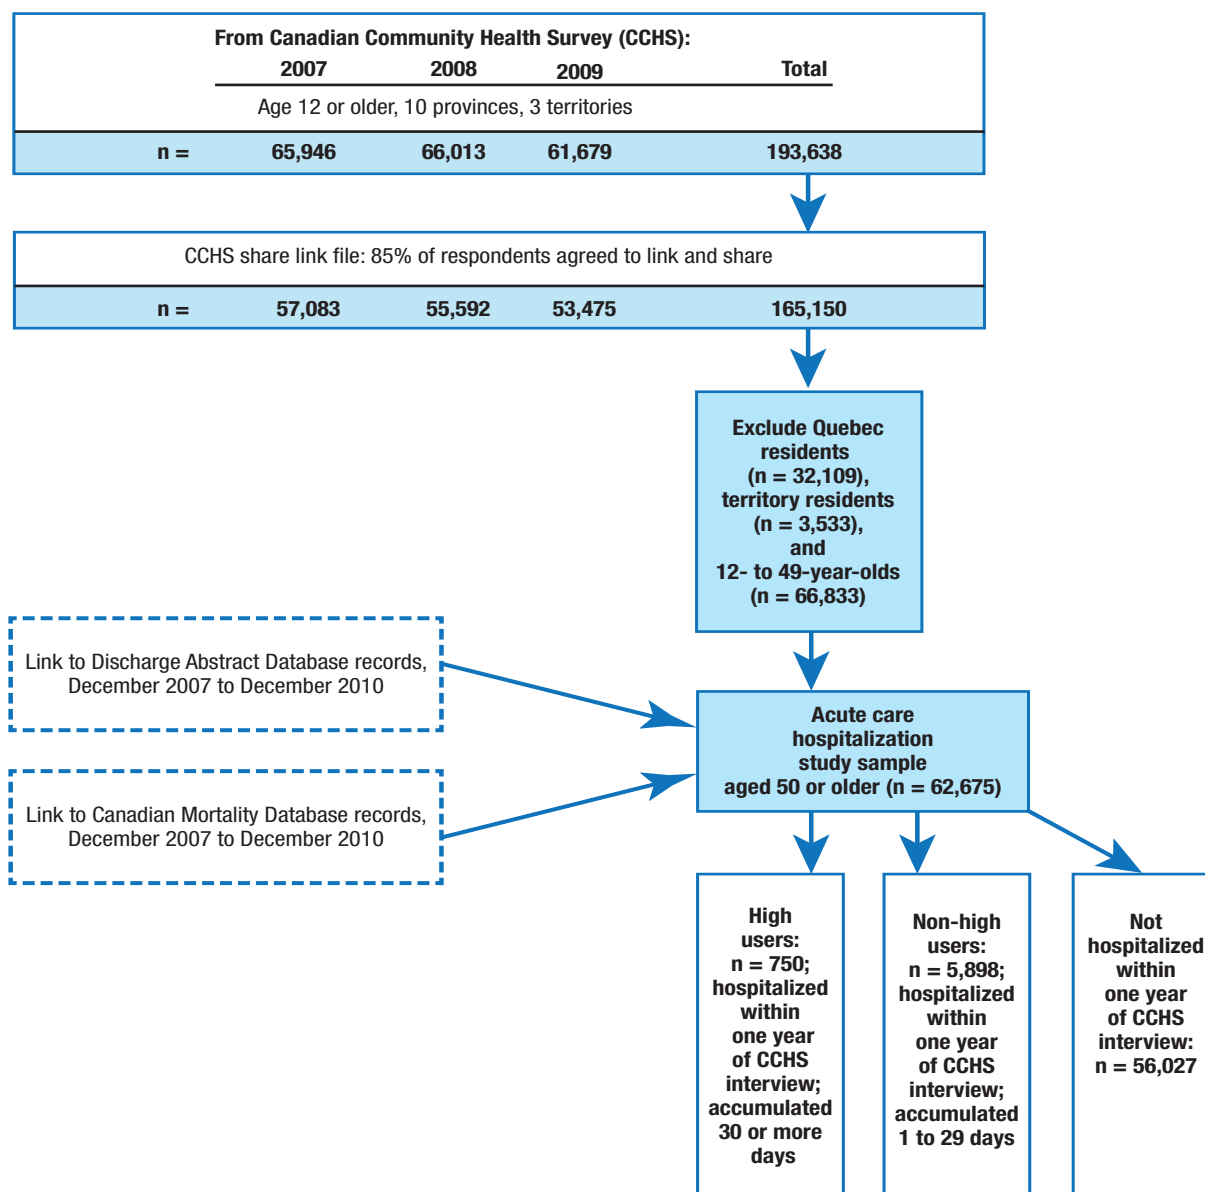 From Canadian Community Health Survey (CCHS):
2007 2008 2009 Total
Age 12 or older, 10 provinces, 3 territories
n = 65,946 66,013 61,679 193,638
CCHS share link file: 85% of respondents agreed to link and share
n = 57,083 55,592 53,475 165,150
Exclude Quebec
residents
(n = 32,109),
territory residents
(n = 3,533),
and
12- to 49-year-olds
(n = 66,833)
Link to Discharge Abstract Database records,
December 2007 to December 2010
Link to Canadian Mortality Database records,
December 2007 to December 2010
Acute care
hospitalization
study sample
aged 50 or older (n = 62,675)
High
users:
n = 750;
hospitalized
within
one year
of CCHS
interview;
accumulated
30 or more
days
Non-high
users:
n = 5,898;
hospitalized
within
one year
of CCHS
interview;
accumulated
1 to 29 days
Not
hospitalized
within
one year
of CCHS
interview:
n = 56,027